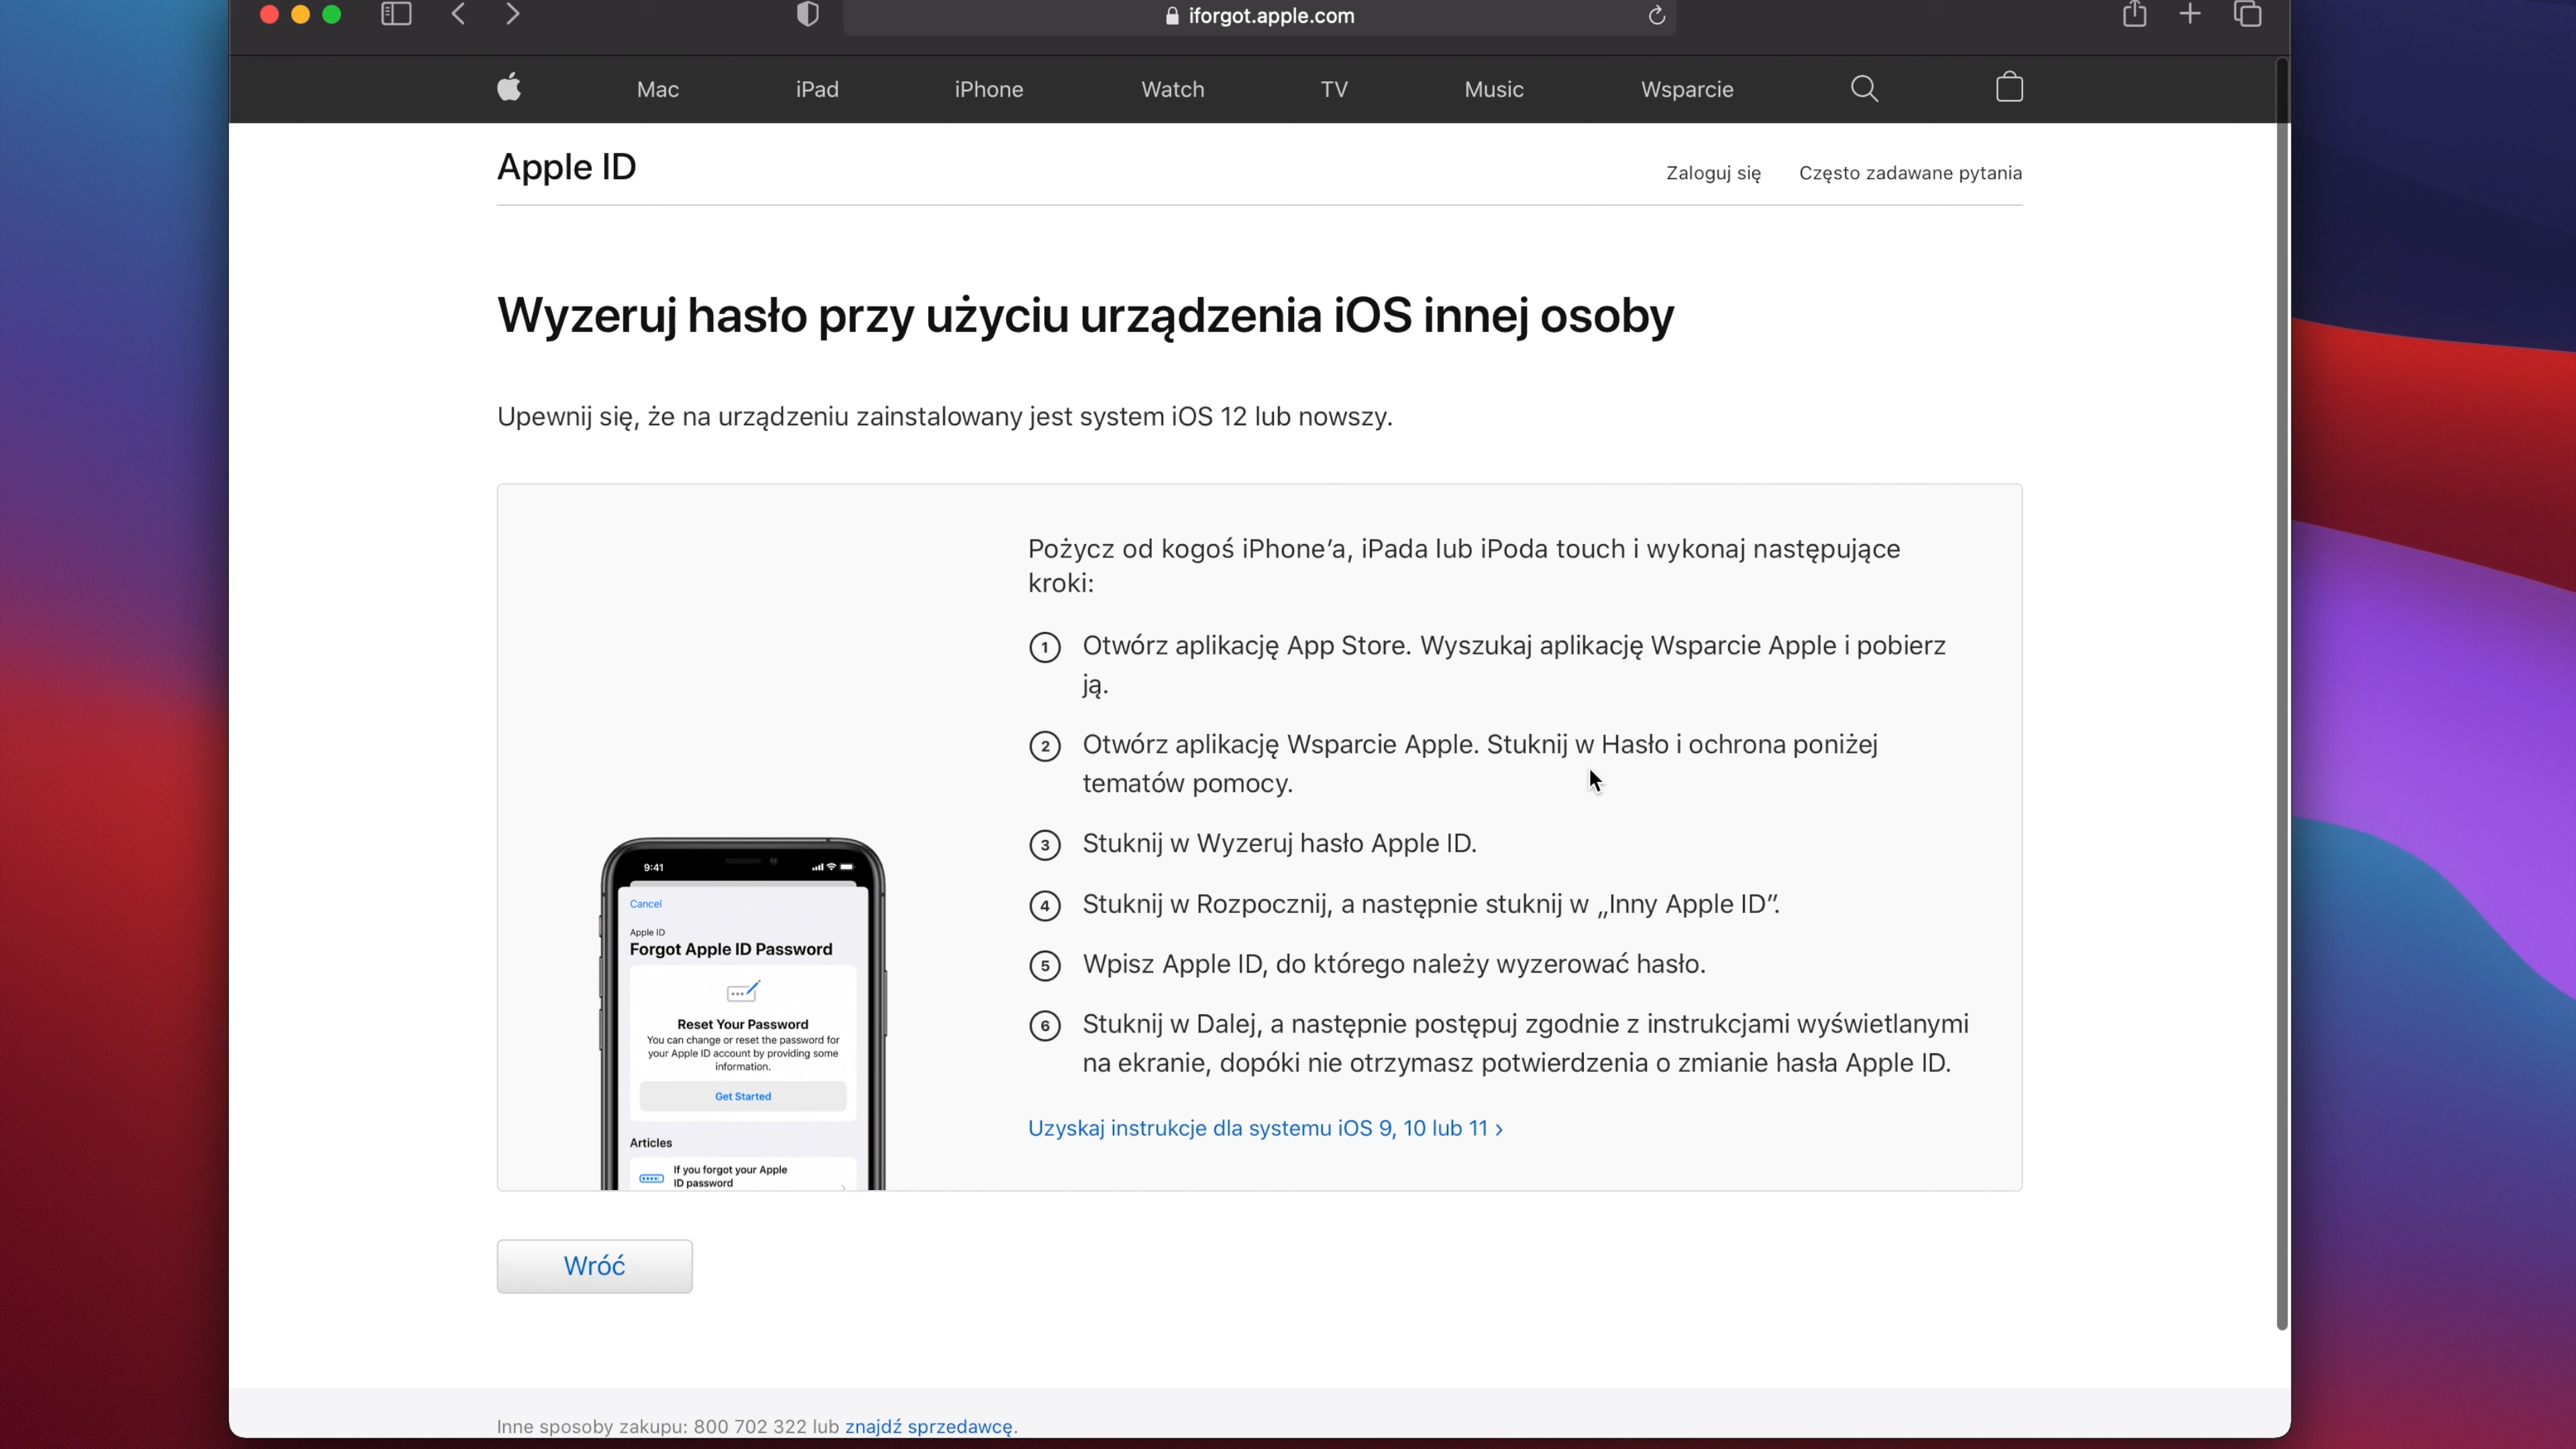 iforgot.apple.com
Mac iPad iPhone Watch TV Music Wsparcie
Apple ID
Zaloguj się Często zadawane pytania
Wyzeruj hasło przy użyciu urządzenia iOS innej osoby
Upewnij się, że na urządzeniu zainstalowany jest system iOS 12 lub nowszy.
Pożycz od kogoś iPhone’a, iPada lub iPoda touch i wykonaj następujące
kroki:
1 Otwórz aplikację App Store. Wyszukaj aplikację Wsparcie Apple i pobierz
ją.
2 Otwórz aplikację Wsparcie Apple. Stuknij w Hasło i ochrona poniżej
tematów pomocy.
3 Stuknij w Wyzeruj hasło Apple ID.
4 Stuknij w Rozpocznij, a następnie stuknij w „Inny Apple ID”.
5 Wpisz Apple ID, do którego należy wyzerować hasło.
6 Stuknij w Dalej, a następnie postępuj zgodnie z instrukcjami wyświetlanymi
na ekranie, dopóki nie otrzymasz potwierdzenia o zmianie hasła Apple ID.
Uzyskaj instrukcje dla systemu iOS 9, 10 lub 11 ›
9:41
Cancel
Apple ID
Forgot Apple ID Password
Reset Your Password
You can change or reset the password for
your Apple ID account by providing some
information.
Get Started
Articles
If you forgot your Apple
ID password
Wróć
Inne sposoby zakupu: 800 702 322 lub znajdź sprzedawcę.